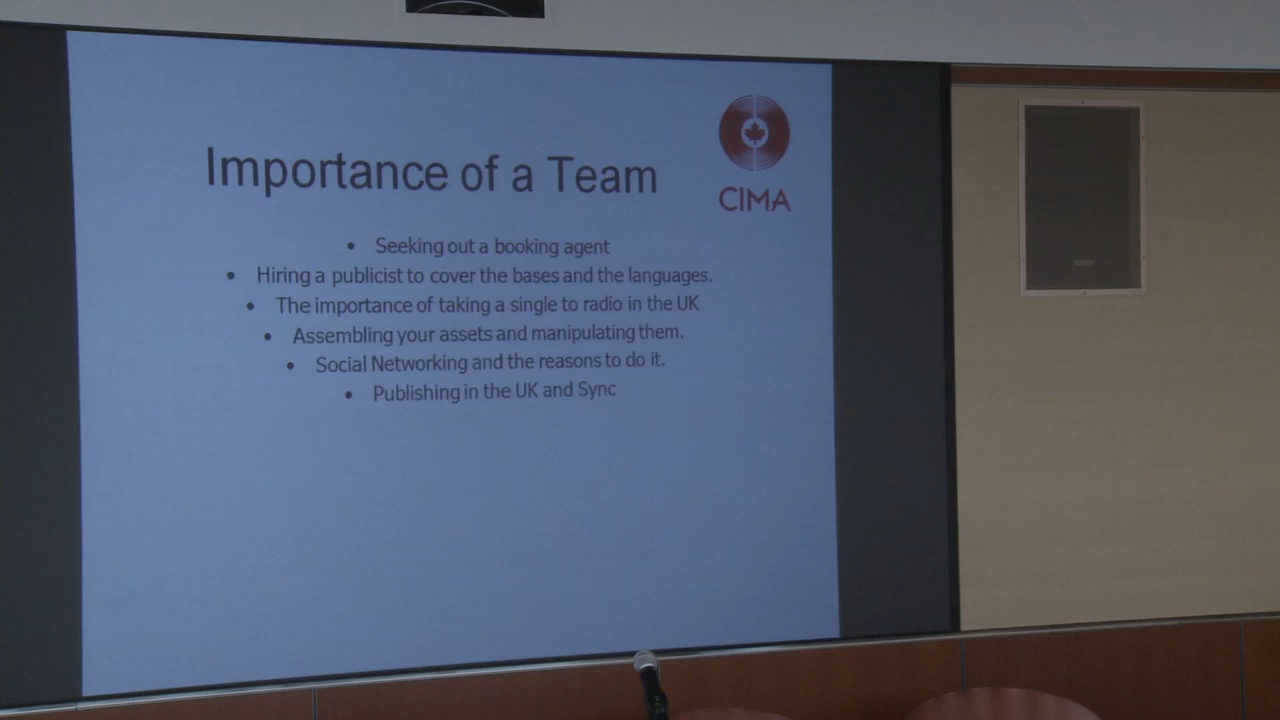 Importance of a Team
CIMA
• Seeking out a booking agent
• Hiring a publicist to cover the bases and the languages.
• The importance of taking a single to radio in the UK
• Assembling your assets and manipulating them.
• Social Networking and the reasons to do it.
• Publishing in the UK and Sync